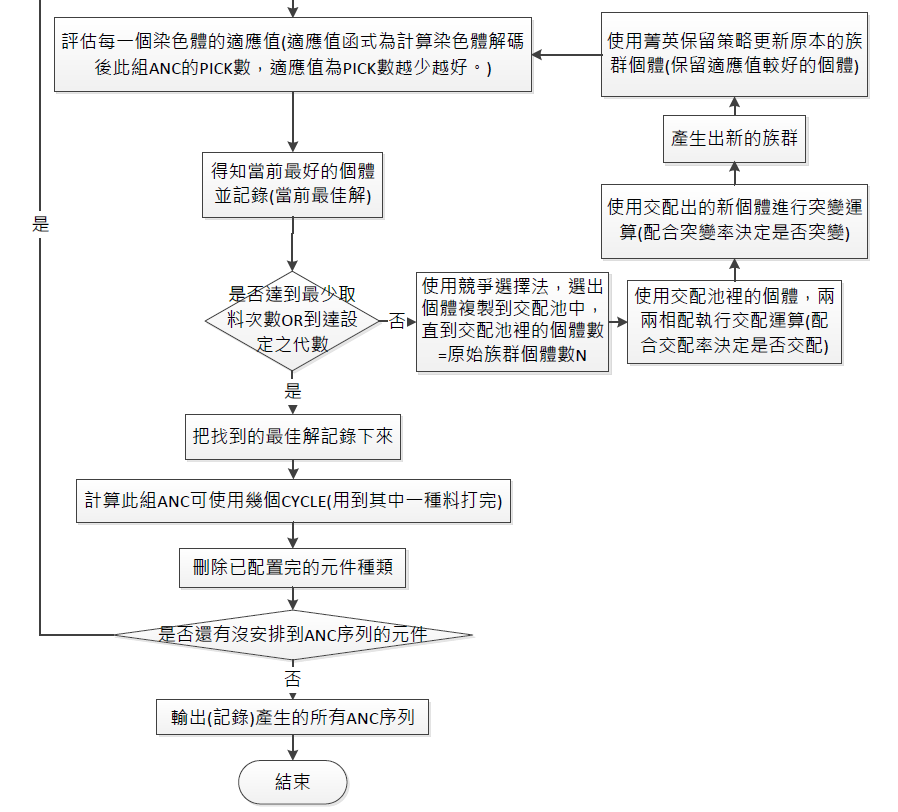 評估每一個染色體的適應值(適應值函式為計算染色體解碼
後此組ANC的PICK數，適應值為PICK數越少越好。)
使用菁英保留策略更新原本的族
群個體(保留適應值較好的個體)
產生出新的族群
得知當前最好的個體
並記錄(當前最佳解)
使用交配出的新個體進行突變運
算(配合突變率決定是否突變)
是
是否達到最少取
料次數OR到達設
定之代數
否
使用競爭選擇法，選出
個體複製到交配池中，
直到交配池裡的個體數
=原始族群個體數N
使用交配池裡的個體，兩
兩相配執行交配運算(配
合交配率決定是否交配)
是
把找到的最佳解記錄下來
計算此組ANC可使用幾個CYCLE(用到其中一種料打完)
刪除已配置完的元件種類
是否還有沒安排到ANC序列的元件
否
輸出(記錄)產生的所有ANC序列
結束